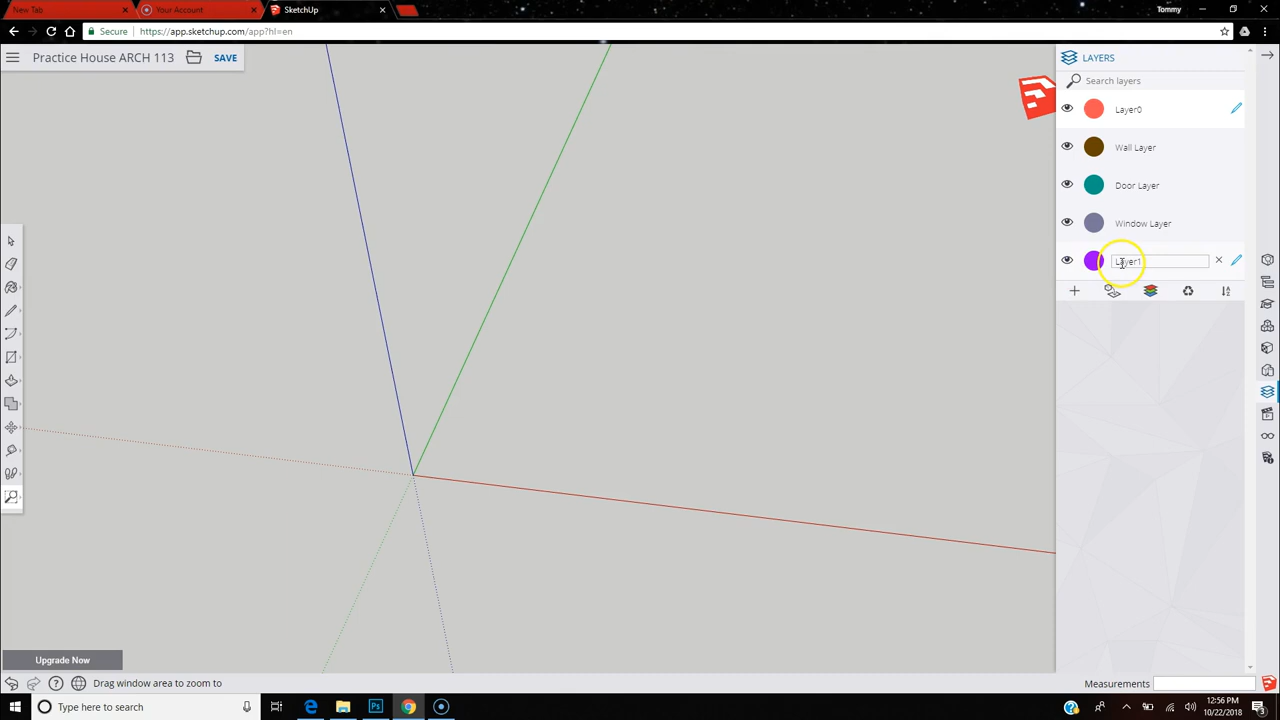 New Tab
Your Account
SketchUp
Tommy
Secure
https://app.sketchup.com/app?hl=en
Practice House ARCH 113
SAVE
LAYERS
Search layers
Layer0
Wall Layer
Door Layer
Window Layer
Layer1
Upgrade Now
Drag window area to zoom to
Measurements
Type here to search
12:56 PM
10/22/2018